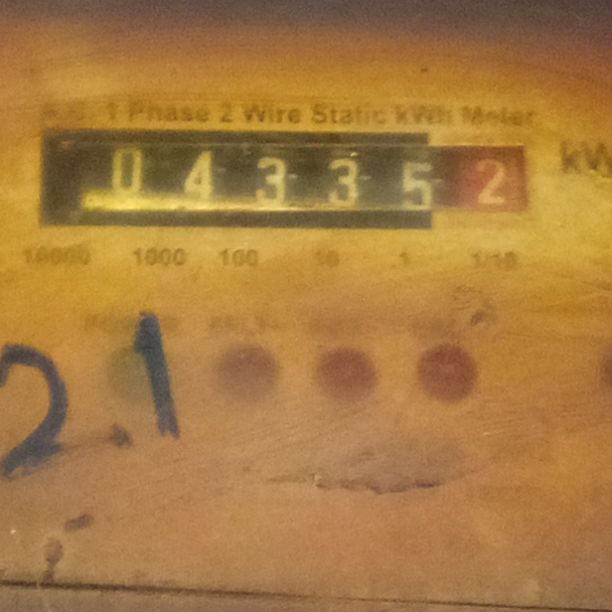 1 Phase 2 Wire Static kWh Meter
0 4 3 3 5 2 kW
10000 1000 100 10 1 1/10
21